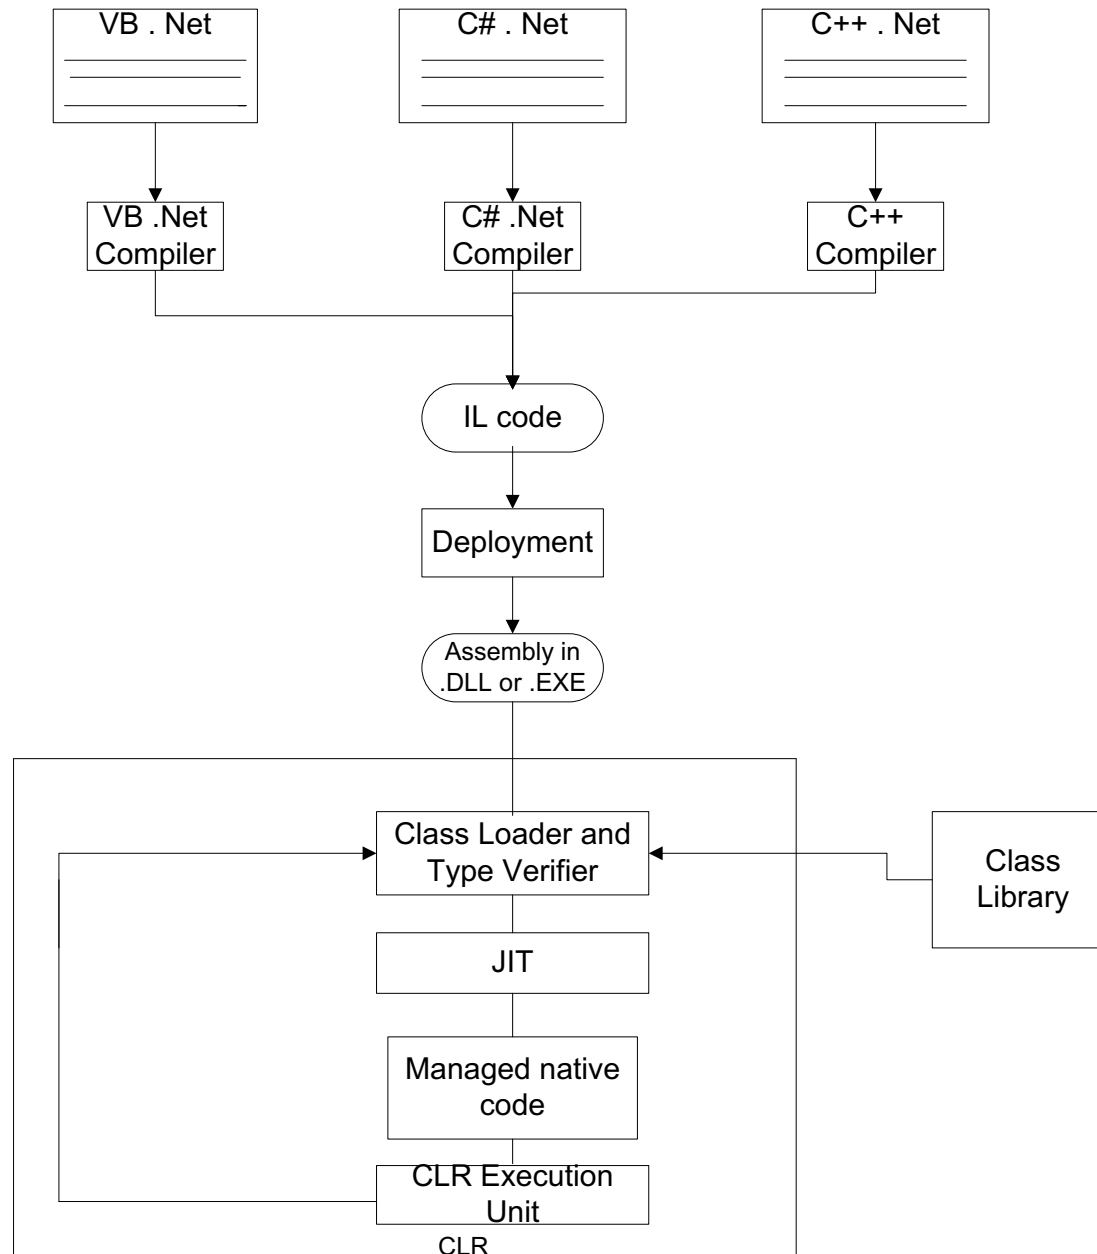 VB . Net
C# . Net
C++ . Net
VB .Net
Compiler
C# .Net
Compiler
C++
Compiler
IL code
Deployment
Assembly in
.DLL or .EXE
Class Loader and
Type Verifier
Class
Library
JIT
Managed native
code
CLR Execution
Unit
CLR